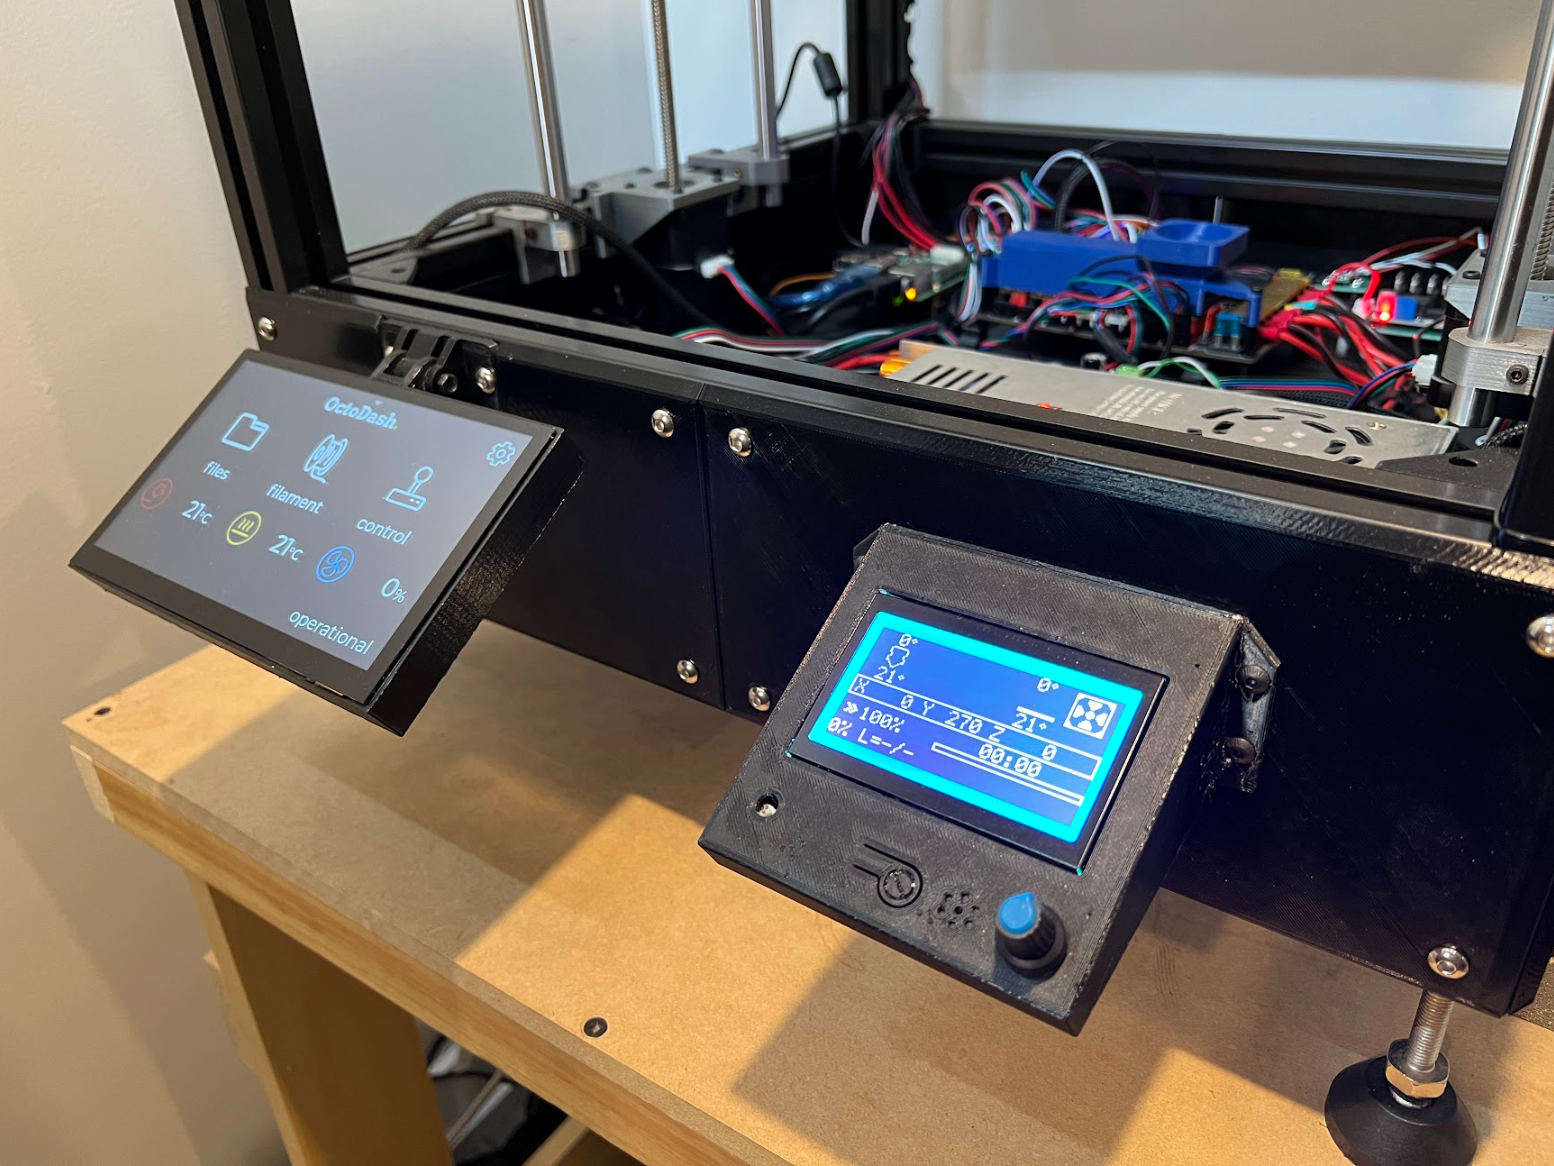 OctoDash.
files
filament
control
21°C
21°C
0%
operational
0°
21°
0°
21°
X 0 Y 270 Z 0
»100%
00:00
0% L=-/-